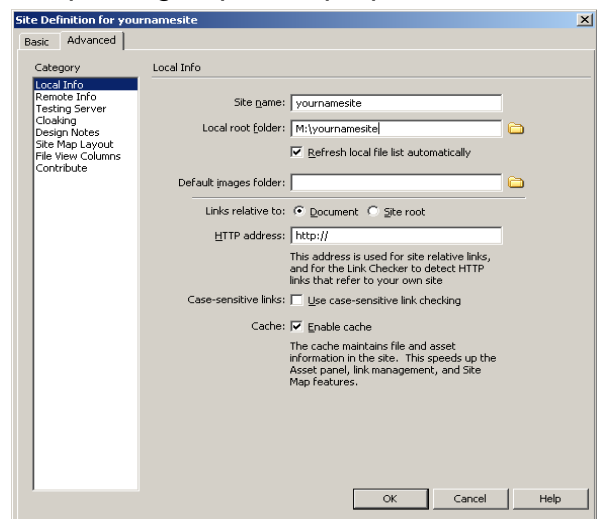 Site Definition for yournamesite
Basic Advanced
Category
Local Info
Local Info
Remote Info
Testing Server
Cloaking
Design Notes
Site Map Layout
File View Columns
Contribute
Site name: yournamesite
Local root folder: M:\yournamesite
Refresh local file list automatically
Default images folder:
Links relative to: Document Site root
HTTP address: http://
This address is used for site relative links,
and for the Link Checker to detect HTTP
links that refer to your own site
Case-sensitive links: Use case-sensitive link checking
Cache: Enable cache
The cache maintains file and asset
information in the site. This speeds up the
Asset panel, link management, and Site
Map features.
OK Cancel Help